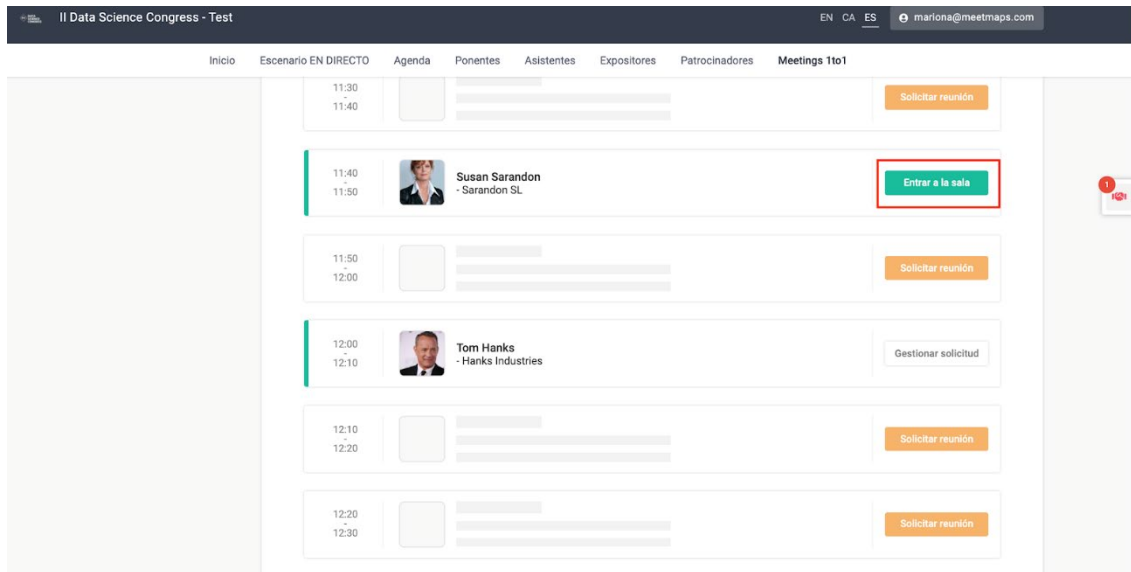 II Data Science Congress - Test
EN CA ES
mariona@meetmaps.com
Inicio Escenario EN DIRECTO Agenda Ponentes Asistentes Expositores Patrocinadores Meetings 1to1
11:30
-
11:40
Solicitar reunión
11:40
-
11:50
Susan Sarandon
- Sarandon SL
Entrar a la sala
1
11:50
-
12:00
Solicitar reunión
12:00
-
12:10
Tom Hanks
- Hanks Industries
Gestionar solicitud
12:10
-
12:20
Solicitar reunión
12:20
-
12:30
Solicitar reunión